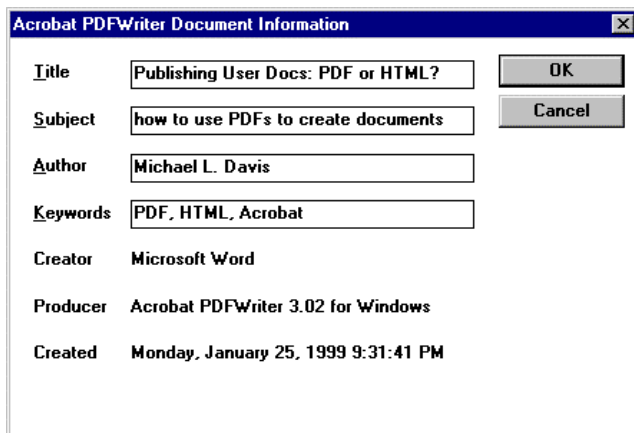 Acrobat PDFWriter Document Information
Title Publishing User Docs: PDF or HTML? OK
Subject how to use PDFs to create documents Cancel
Author Michael L. Davis
Keywords PDF, HTML, Acrobat
Creator Microsoft Word
Producer Acrobat PDFWriter 3.02 for Windows
Created Monday, January 25, 1999 9:31:41 PM